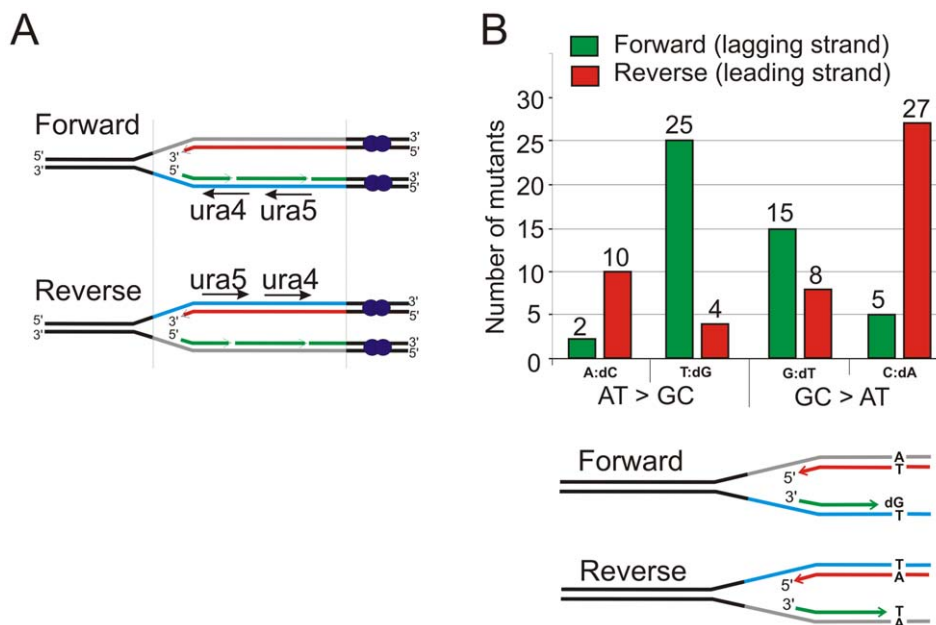 A
Forward
5'
3'
3'
5'
3'
5'
3'
5'
ura4 ura5
Reverse
ura5 ura4
5'
3'
3'
5'
3'
5'
3'
5'
B
Forward (lagging strand)
Reverse (leading strand)
Number of mutants
30
25
20
15
10
5
0
2 10 25 4 15 8 5 27
A:dC T:dG G:dT C:dA
AT > GC GC > AT
Forward
A
T
5'
3'
dG
T
Reverse
T
A
5'
3'
T
A